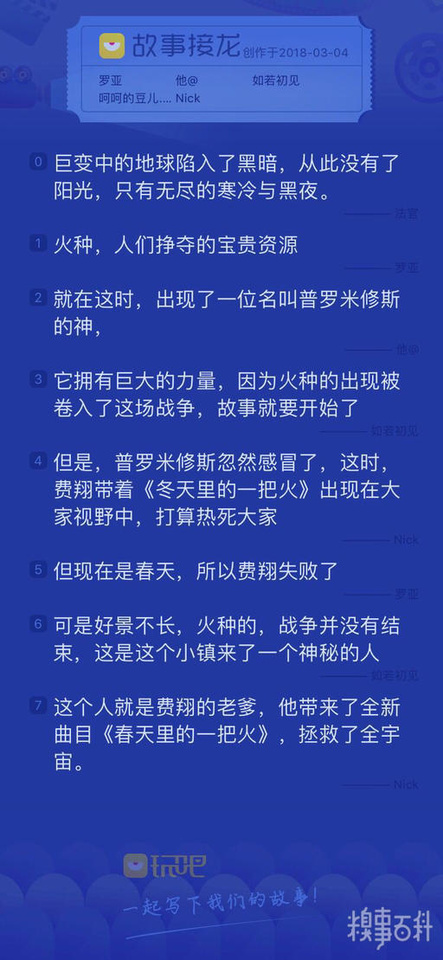 故事接龙 创作于2018-03-04
罗亚 他@ 如若初见
呵呵的豆儿.... Nick
0 巨变中的地球陷入了黑暗，从此没有了
阳光，只有无尽的寒冷与黑夜。
法官
1 火种，人们挣夺的宝贵资源
罗亚
2 就在这时，出现了一位名叫普罗米修斯
的神，
他@
3 它拥有巨大的力量，因为火种的出现被
卷入了这场战争，故事就要开始了
如若初见
4 但是，普罗米修斯忽然感冒了，这时，
费翔带着《冬天里的一把火》出现在大
家视野中，打算热死大家
Nick
5 但现在是春天，所以费翔失败了
罗亚
6 可是好景不长，火种的，战争并没有结
束，这是这个小镇来了一个神秘的人
如若初见
7 这个人就是费翔的老爹，他带来了全新
曲目《春天里的一把火》，拯救了全宇
宙。
Nick
玩吧
一起写下我们的故事！
糗事百科